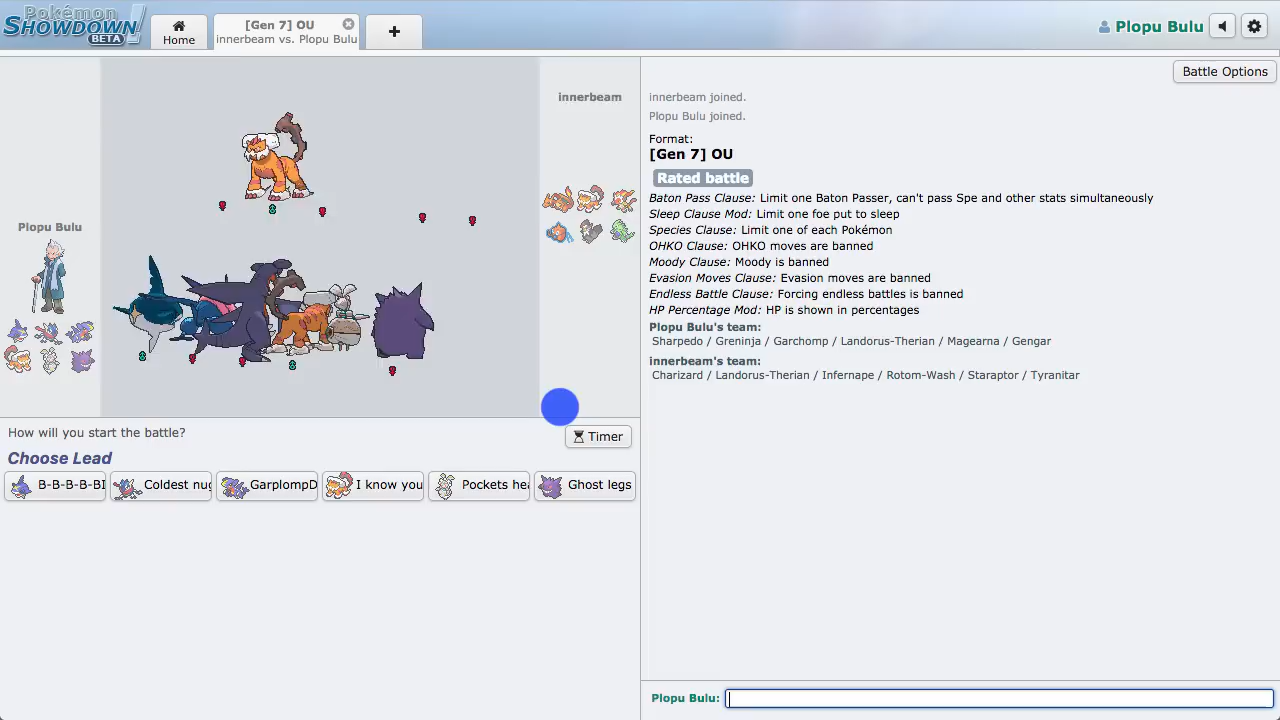 Pokémon
SHOWDOWN!
BETA
Home
[Gen 7] OU
innerbeam vs. Plopu Bulu
Plopu Bulu
Battle Options
innerbeam
Plopu Bulu
innerbeam joined.
Plopu Bulu joined.
Format:
[Gen 7] OU
Rated battle
Baton Pass Clause: Limit one Baton Passer, can't pass Spe and other stats simultaneously
Sleep Clause Mod: Limit one foe put to sleep
Species Clause: Limit one of each Pokémon
OHKO Clause: OHKO moves are banned
Moody Clause: Moody is banned
Evasion Moves Clause: Evasion moves are banned
Endless Battle Clause: Forcing endless battles is banned
HP Percentage Mod: HP is shown in percentages
Plopu Bulu's team:
Sharpedo / Greninja / Garchomp / Landorus-Therian / Magearna / Gengar
innerbeam's team:
Charizard / Landorus-Therian / Infernape / Rotom-Wash / Staraptor / Tyranitar
How will you start the battle?
Timer
Choose Lead
B-B-B-B-BI
Coldest nug
GarplompD
I know you
Pockets hea
Ghost legs
Plopu Bulu: